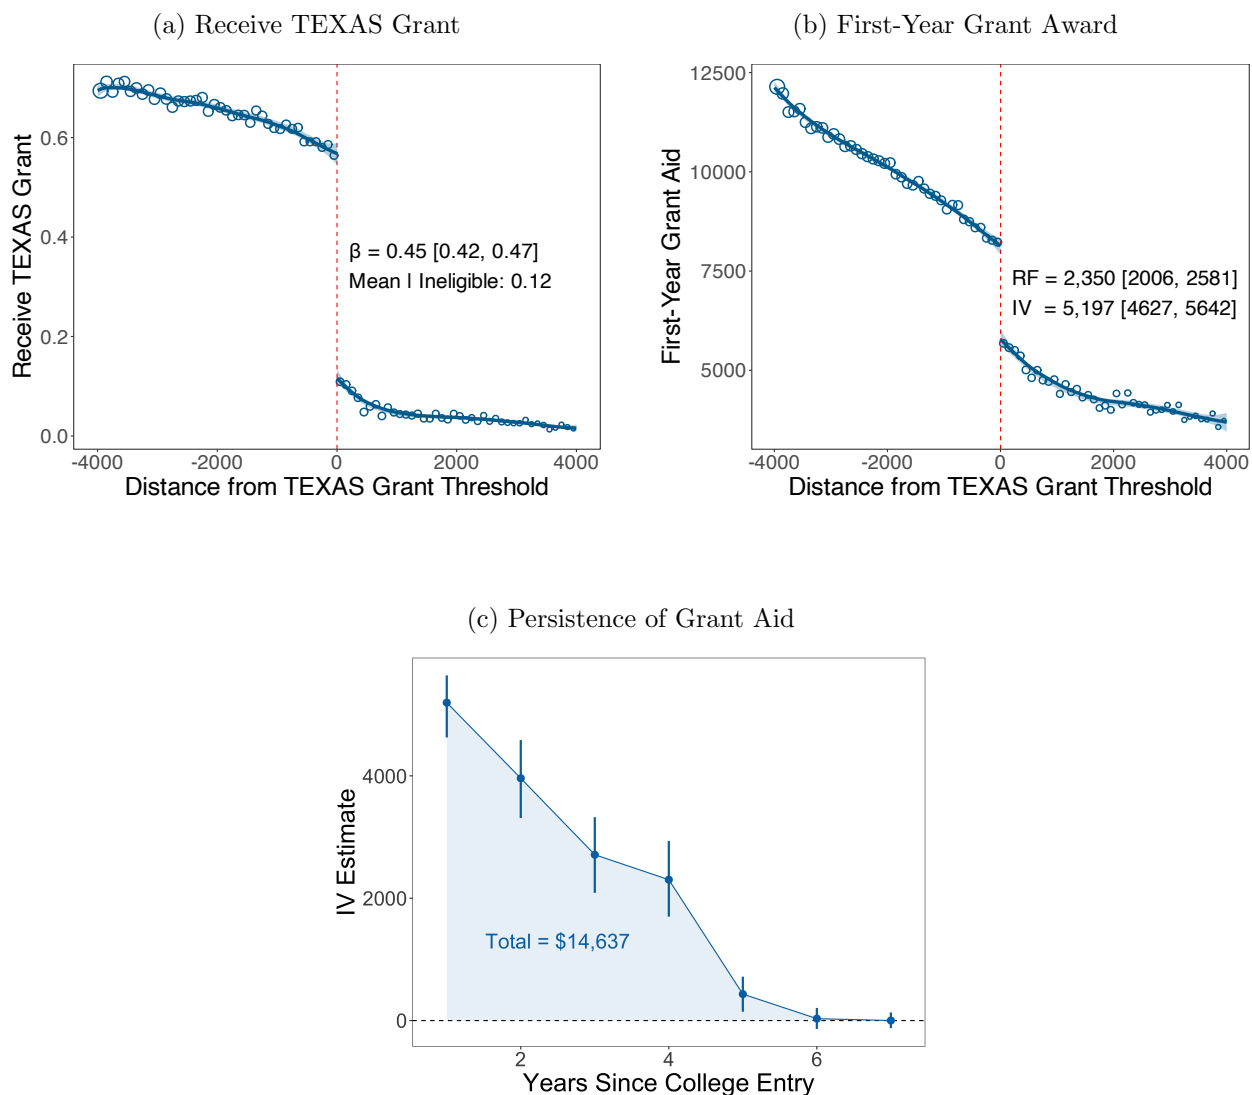 (a) Receive TEXAS Grant
Receive TEXAS Grant
0.6
0.4
0.2
0.0
β = 0.45 [0.42, 0.47]
Mean | Ineligible: 0.12
-4000 -2000 0 2000 4000
Distance from TEXAS Grant Threshold
(b) First-Year Grant Award
First-Year Grant Aid
12500
10000
7500
5000
RF = 2,350 [2006, 2581]
IV = 5,197 [4627, 5642]
-4000 -2000 0 2000 4000
Distance from TEXAS Grant Threshold
(c) Persistence of Grant Aid
IV Estimate
4000
2000
0
Total = $14,637
2 4 6
Years Since College Entry